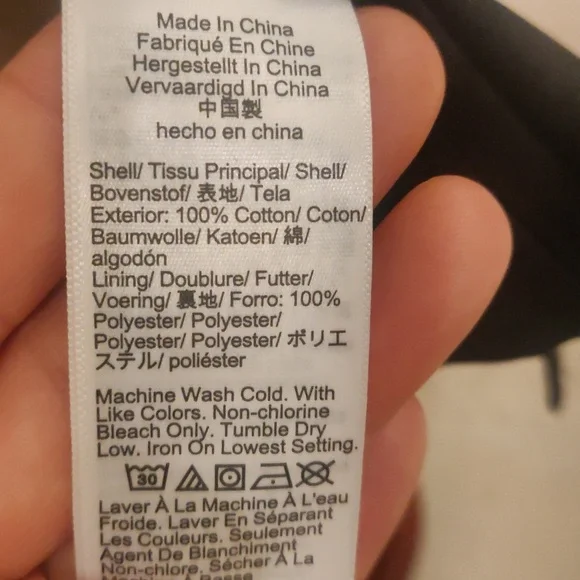 Made In China
Fabriqué En Chine
Hergestellt In China
Vervaardigd In China
中国製
hecho en china
Shell/ Tissu Principal/ Shell/
Bovenstof/ 表地/ Tela
Exterior: 100% Cotton/ Coton/
Baumwolle/ Katoen/ 綿/
algodón
Lining/ Doublure/ Futter/
Voering/ 裏地/ Forro: 100%
Polyester/ Polyester/
Polyester/ Polyester/ ポリエ
ステル/ poliéster
Machine Wash Cold. With
Like Colors. Non-chlorine
Bleach Only. Tumble Dry
Low. Iron On Lowest Setting.
30
Laver À La Machine À L'eau
Froide. Laver En Séparant
Les Couleurs. Seulement
Agent De Blanchiment
Non-chlore. Sécher À La
Machine À Basse